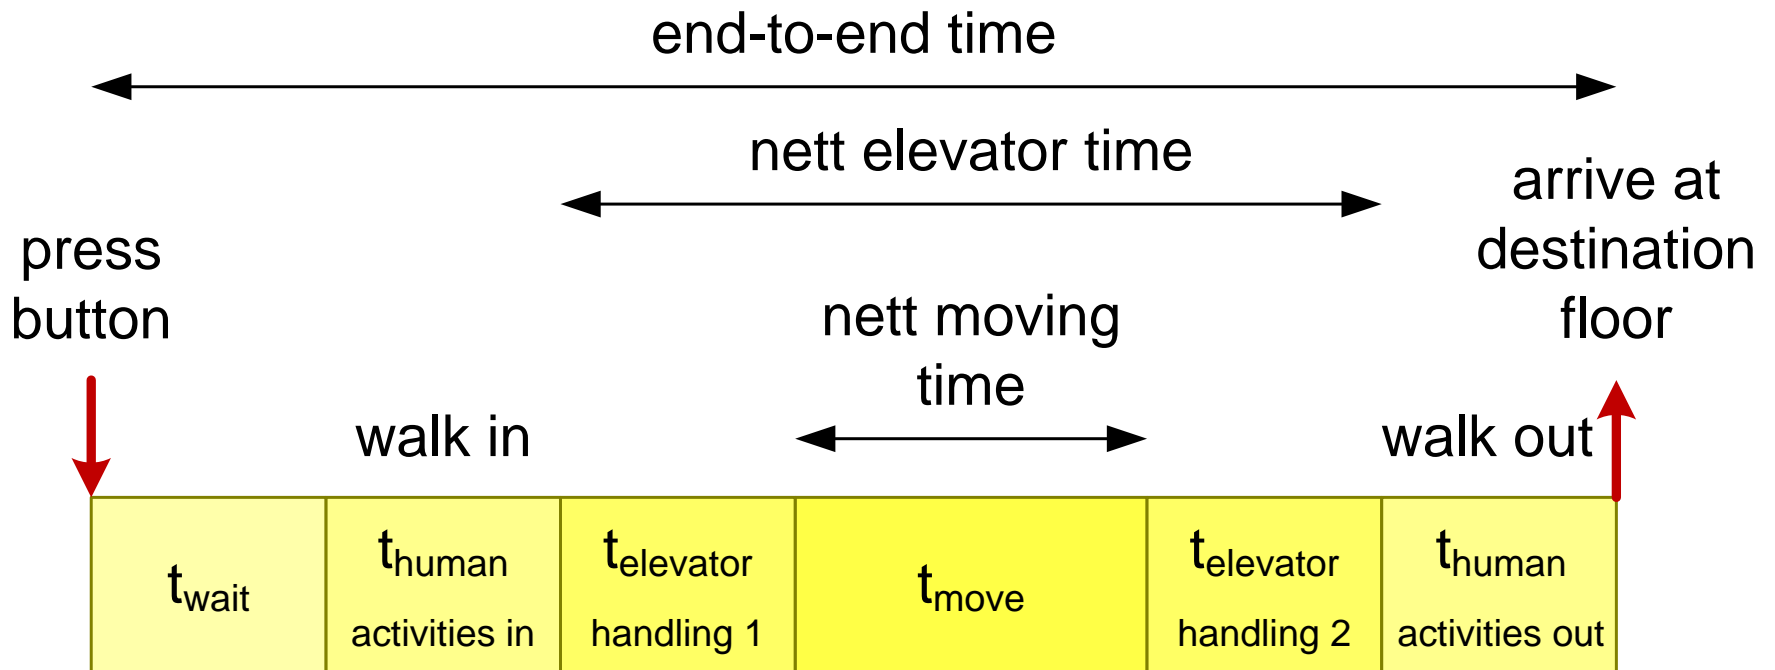 end-to-end time
nett elevator time
arrive at
destination
floor
press
button
nett moving
time
walk in
walk out
twait
thuman
activities in
televator
handling 1
tmove
televator
handling 2
thuman
activities out